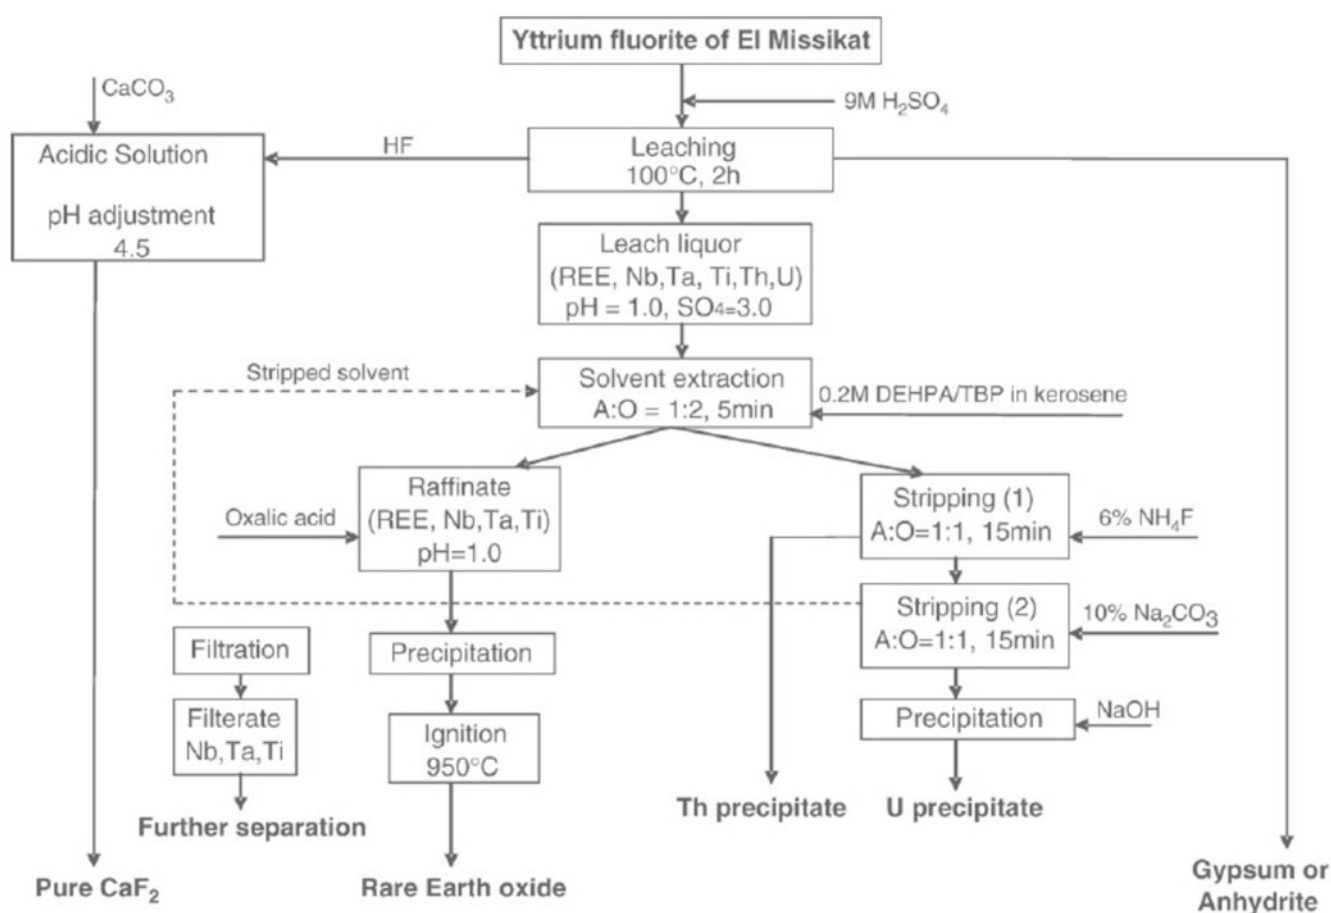 Yttrium fluorite of El Missikat
CaCO₃
9M H₂SO₄
Acidic Solution
pH adjustment
4.5
HF
Leaching
100°C, 2h
Leach liquor
(REE, Nb,Ta, Ti,Th,U)
pH = 1.0, SO₄=3.0
Stripped solvent
Solvent extraction
A:O = 1:2, 5min
0.2M DEHPA/TBP in kerosene
Oxalic acid
Raffinate
(REE, Nb,Ta,Ti)
pH=1.0
Stripping (1)
A:O=1:1, 15min
6% NH₄F
Stripping (2)
A:O=1:1, 15min
10% Na₂CO₃
Filtration
Precipitation
Filterate
Nb,Ta,Ti
Ignition
950°C
Precipitation
NaOH
Further separation
Th precipitate
U precipitate
Pure CaF₂
Rare Earth oxide
Gypsum or
Anhydrite